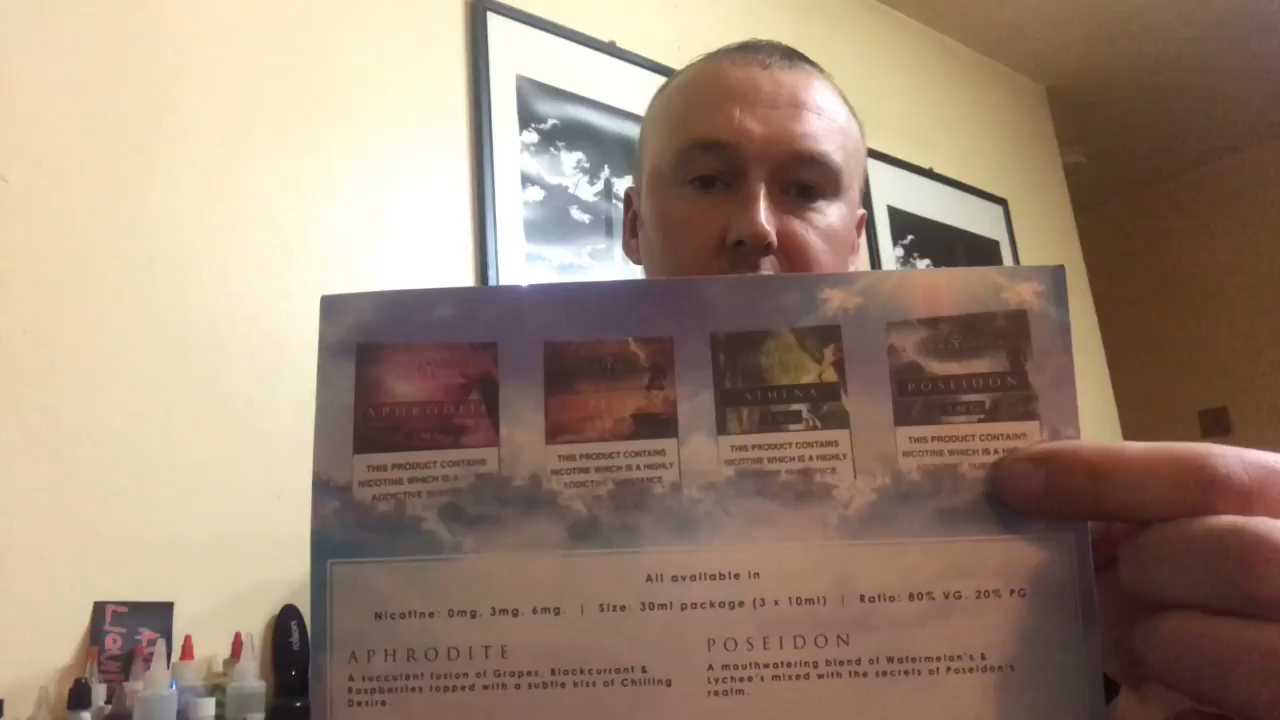 APHRODITE
ATHENA
POSEIDON
3MG
THIS PRODUCT CONTAINS
NICOTINE WHICH IS A
ADDICTIVE
THIS PRODUCT CONTAINS
NICOTINE WHICH IS A HIGHLY
ADDICTIVE SUBSTANCE
THIS PRODUCT CONTAINS
NICOTINE WHICH IS A HIGHLY
THIS PRODUCT CONTAINS
NICOTINE WHICH IS A
All available in
Nicotine: 0mg, 3mg, 6mg. | Size: 30ml package (3 x 10ml) | Ratio: 80% VG. 20% PG
APHRODITE
A succulent fusion of Grapes, Blackcurrant &
Raspberries topped with a subtle kiss of Chilling
Desire.
POSEIDON
A mouthwatering blend of Watermelon's &
Lychee's mixed with the secrets of Poseidon's
realm.